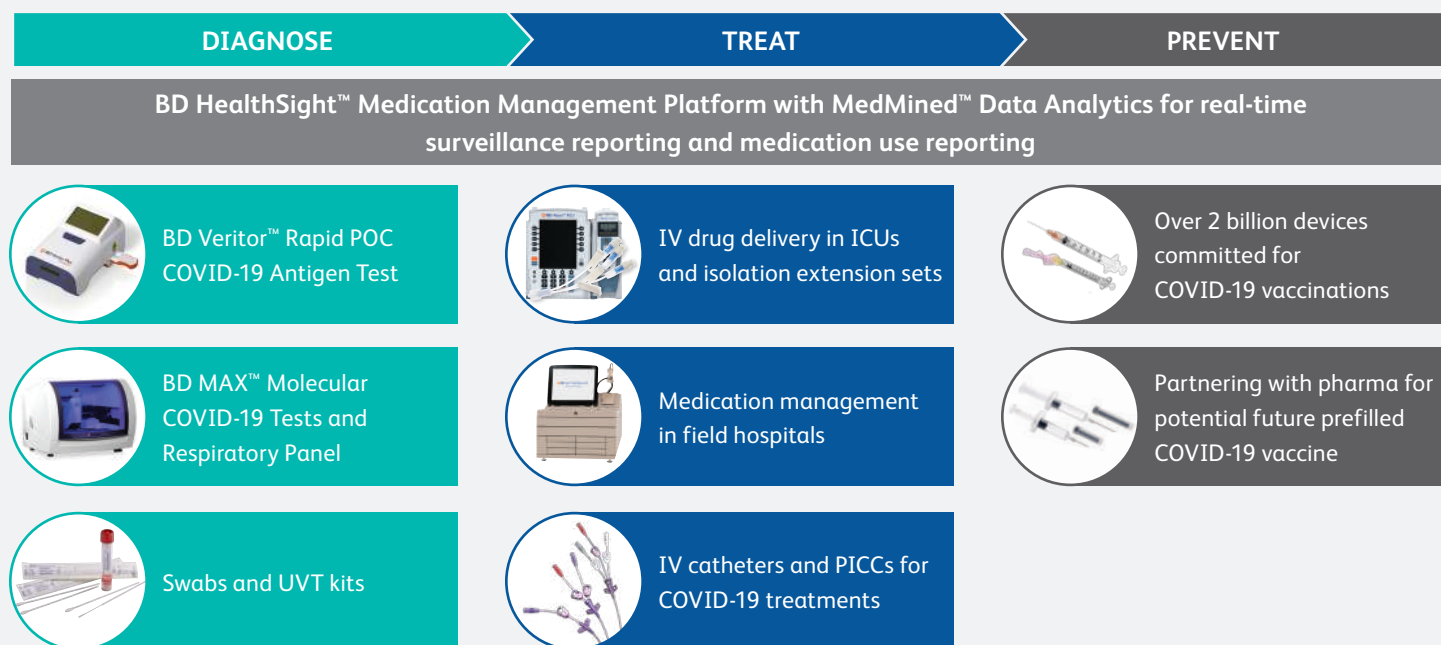 DIAGNOSE
TREAT
PREVENT
BD HealthSight™ Medication Management Platform with MedMined™ Data Analytics for real-time
surveillance reporting and medication use reporting
BD Veritor™ Rapid POC
COVID-19 Antigen Test
BD MAX™ Molecular
COVID-19 Tests and
Respiratory Panel
Swabs and UVT kits
IV drug delivery in ICUs
and isolation extension sets
Medication management
in field hospitals
IV catheters and PICCs for
COVID-19 treatments
Over 2 billion devices
committed for
COVID-19 vaccinations
Partnering with pharma for
potential future prefilled
COVID-19 vaccine